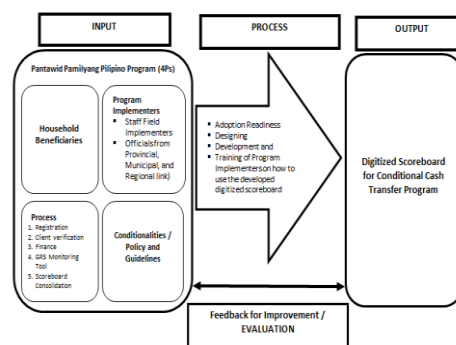 INPUT
PROCESS
OUTPUT
Pantawid Pamilyang Pilipino Program (4Ps)
Household
Beneficiaries
Program
Implementers
▪ Staff Field
Implementers
▪ Officials from
Provincial,
Municipal, and
Regional link)
Process
1. Registration
2. Client verification
3. Finance
4. GRS Monitoring
Tool
5. Scoreboard
Consolidation
Conditionalities /
Policy and
Guidelines
▪ Adoption Readiness
▪ Designing
▪ Development and
▪ Training of Program
Implementers on how to
use the developed
digitized scoreboard
Digitized Scoreboard
for Conditional Cash
Transfer Program
Feedback for Improvement /
EVALUATION